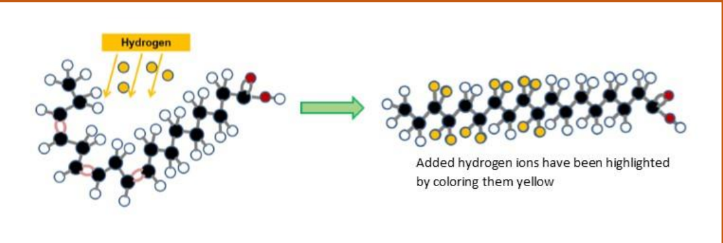 Hydrogen
Added hydrogen ions have been highlighted
by coloring them yellow